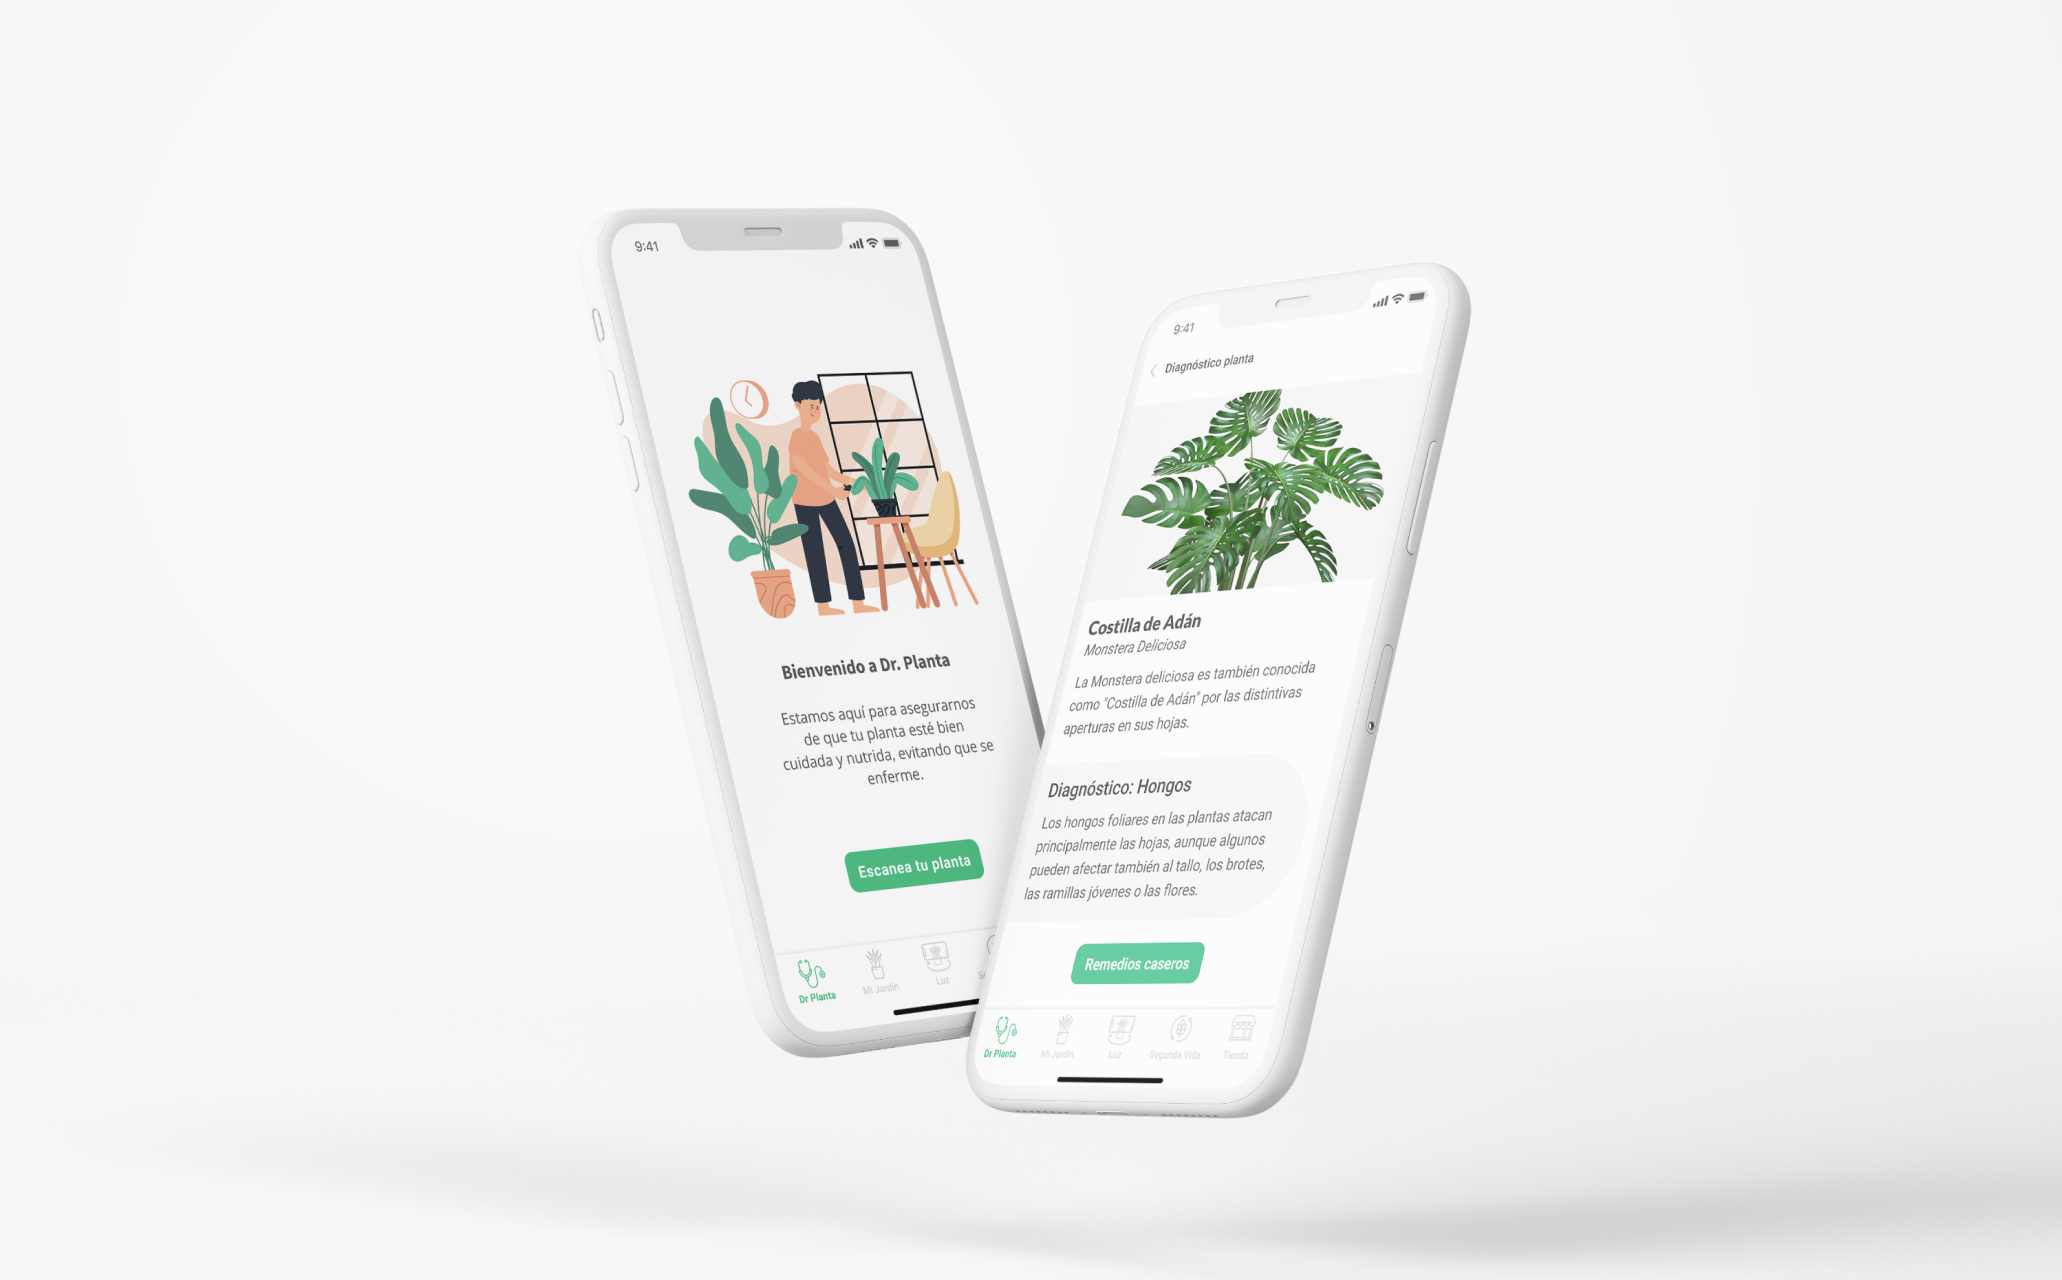 9:41
Bienvenido a Dr. Planta
Estamos aquí para asegurarnos
de que tu planta esté bien
cuidada y nutrida, evitando que se
enferme.
Escanea tu planta
Dr Planta
Mi Jardín
Luz
9:41
Diagnóstico planta
Costilla de Adán
Monstera Deliciosa
La Monstera deliciosa es también conocida
como "Costilla de Adán" por las distintivas
aperturas en sus hojas.
Diagnóstico: Hongos
Los hongos foliares en las plantas atacan
principalmente las hojas, aunque algunos
pueden afectar también al tallo, los brotes,
las ramillas jóvenes o las flores.
Remedios caseros
Dr Planta
Mi Jardín
Luz
Segunda Vida
Tienda